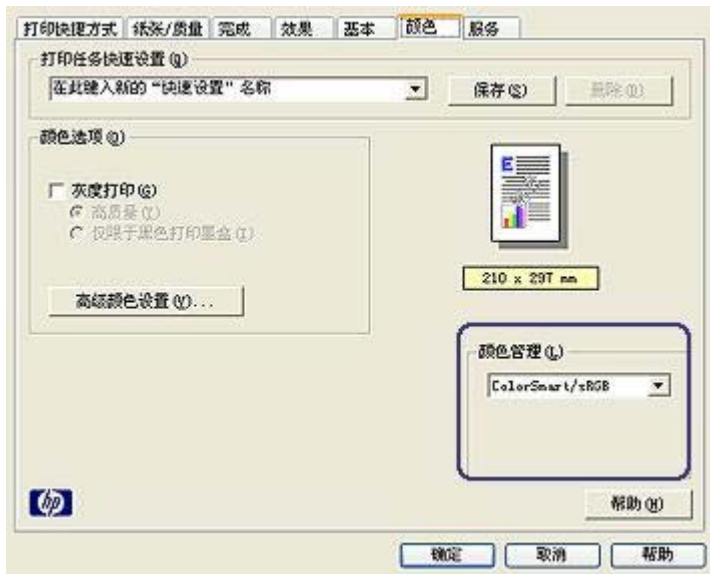 打印快捷方式 纸张/质量 完成 效果 基本 颜色 服务
打印任务快速设置(Q)
在此键入新的“快速设置”名称 保存(S) 删除(D)
颜色选项(O)
灰度打印(G)
高质量(Y)
仅限于黑色打印墨盒(I)
E
210 x 297 mm
高级颜色设置(V)...
颜色管理(L)
ColorSmart/sRGB
hp
帮助(H)
确定 取消 帮助